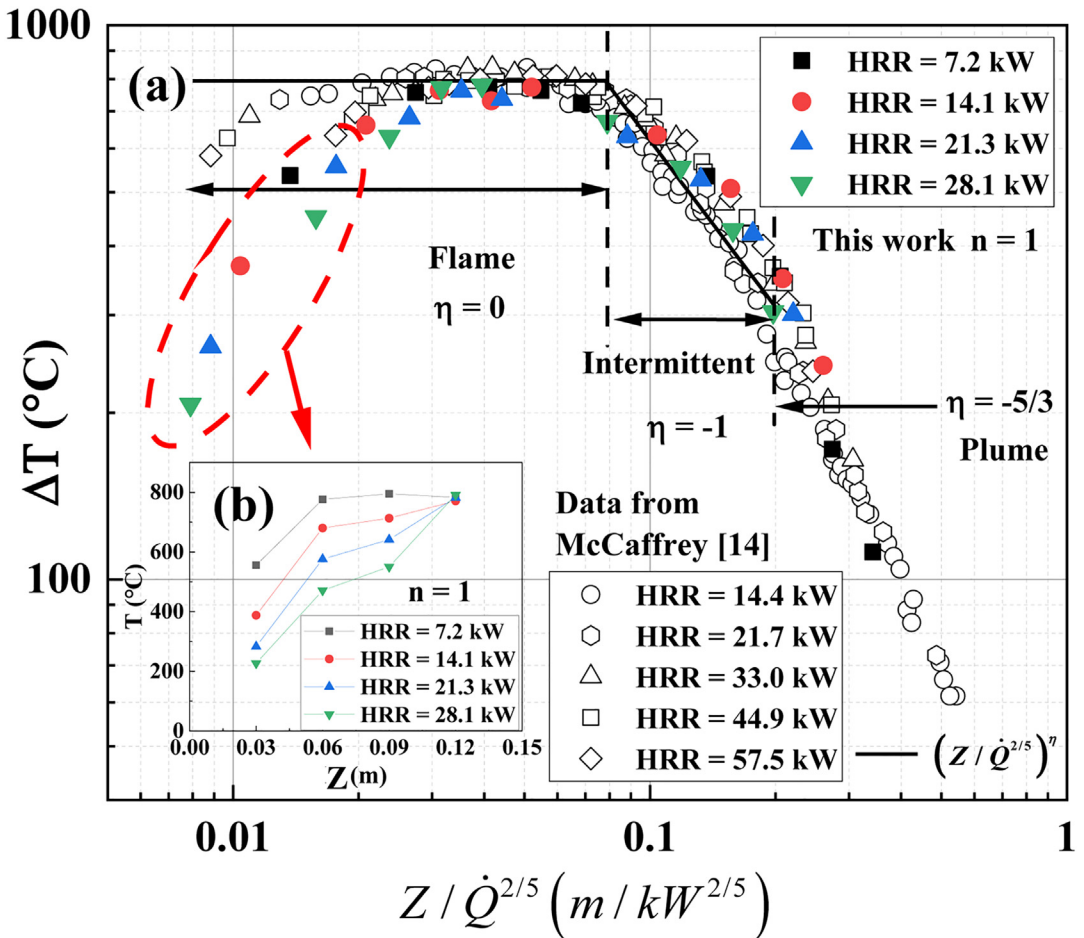 1000
(a)
HRR = 7.2 kW
HRR = 14.1 kW
HRR = 21.3 kW
HRR = 28.1 kW
This work n = 1
Flame
η = 0
Intermittent
η = -1
η = -5/3
Plume
ΔT (°C)
100
(b)
800
600
400
200
0
T (°C)
n = 1
HRR = 7.2 kW
HRR = 14.1 kW
HRR = 21.3 kW
HRR = 28.1 kW
0.00 0.03 0.06 0.09 0.12 0.15
Z (m)
Data from
McCaffrey [14]
HRR = 14.4 kW
HRR = 21.7 kW
HRR = 33.0 kW
HRR = 44.9 kW
HRR = 57.5 kW
(Z / Q̇^{2/5})^η
0.01 0.1 1
Z / Q̇^{2/5} (m / kW^{2/5})